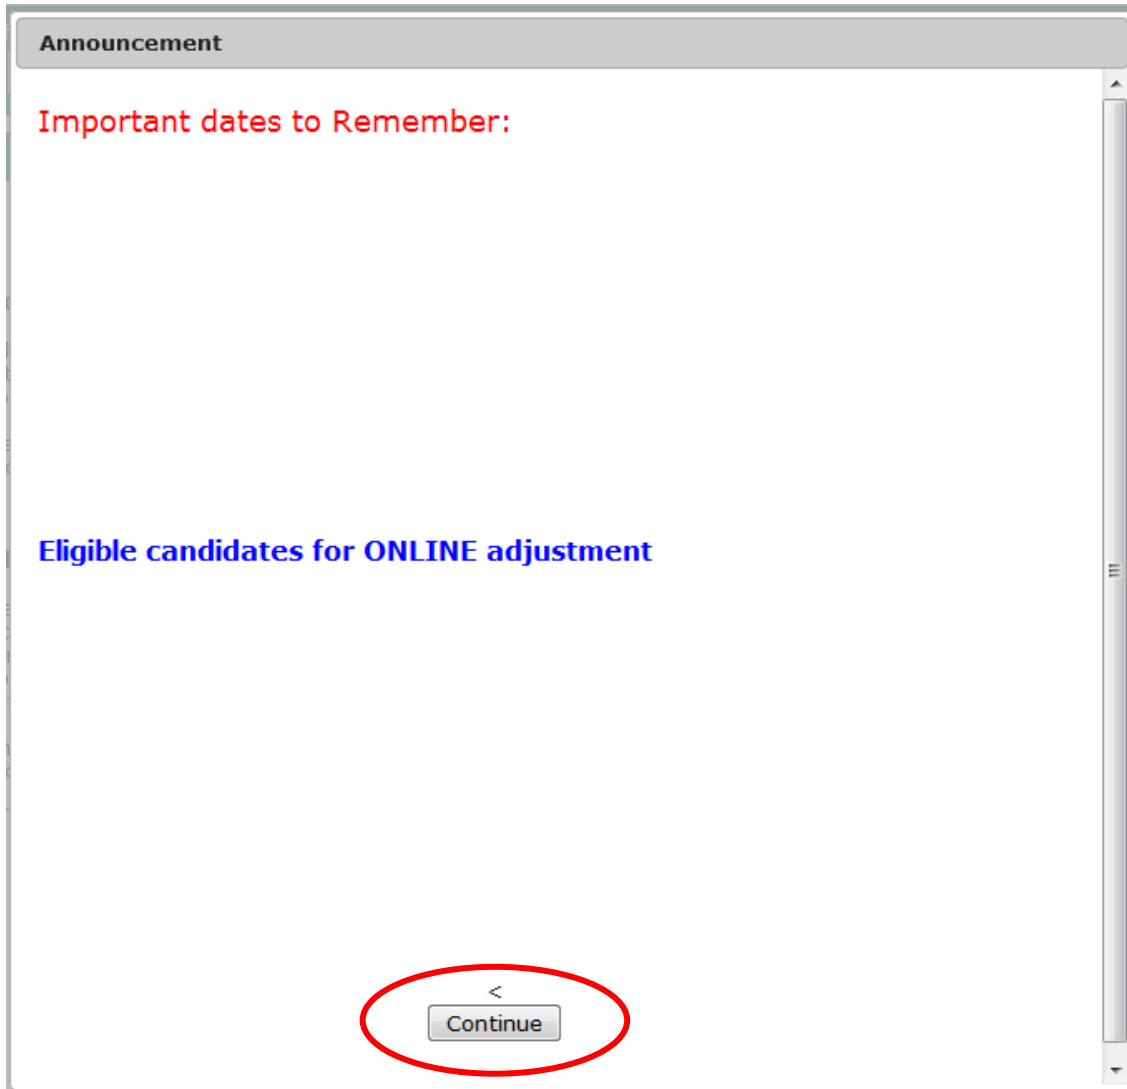 Announcement
Important dates to Remember:
Eligible candidates for ONLINE adjustment
<
Continue